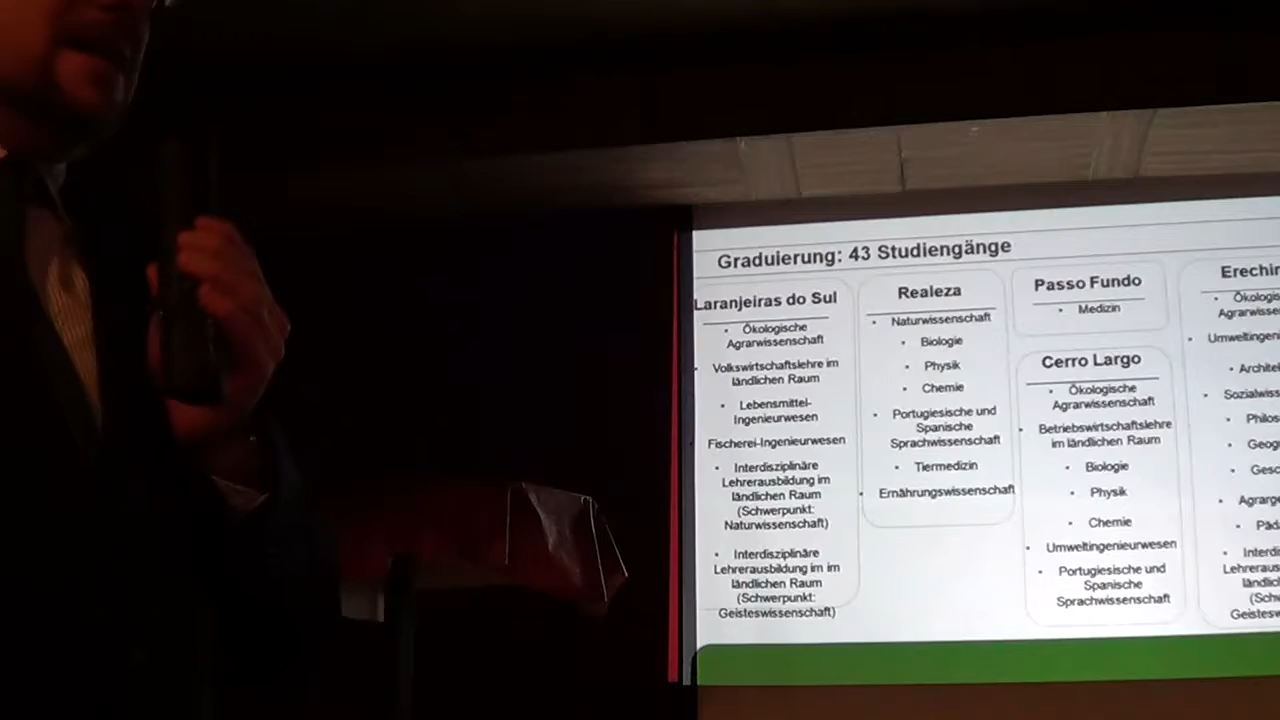 Graduierung: 43 Studiengänge
Laranjeiras do Sul
• Ökologische
Agrarwissenschaft
• Volkswirtschaftslehre im
ländlichen Raum
• Lebensmittel-
Ingenieurwesen
• Fischerei-Ingenieurwesen
• Interdisziplinäre
Lehrerausbildung im
ländlichen Raum
(Schwerpunkt:
Naturwissenschaft)
• Interdisziplinäre
Lehrerausbildung im im
ländlichen Raum
(Schwerpunkt:
Geisteswissenschaft)
Realeza
• Naturwissenschaft
• Biologie
• Physik
• Chemie
• Portugiesische und
Spanische
Sprachwissenschaft
• Tiermedizin
• Ernährungswissenschaft
Passo Fundo
• Medizin
Cerro Largo
• Ökologische
Agrarwissenschaft
• Betriebswirtschaftslehre
im ländlichen Raum
• Biologie
• Physik
• Chemie
• Umweltingenieurwesen
• Portugiesische und
Spanische
Sprachwissenschaft